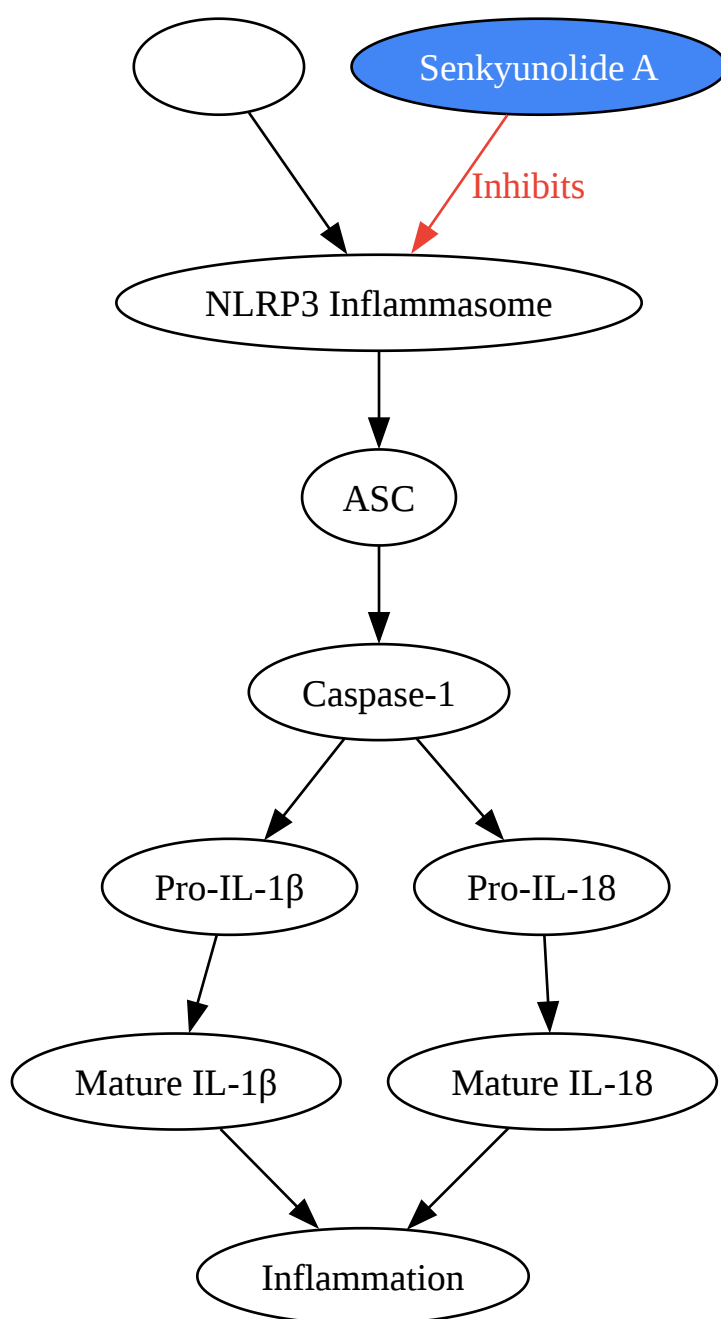 Senkyunolide A
Inhibits
NLRP3 Inflammasome
ASC
Caspase-1
Pro-IL-1β
Pro-IL-18
Mature IL-1β
Mature IL-18
Inflammation